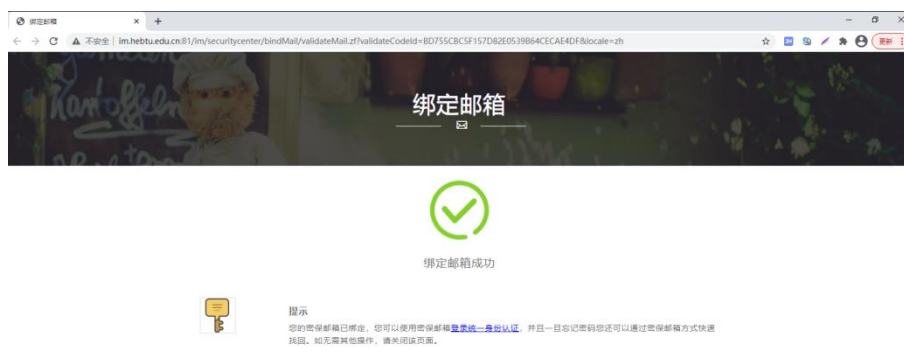 绑定邮箱
不安全 | im.hebtu.edu.cn:81/im/securitycenter/bindMail/validateMail.zf?validateCodeId=BD755CBC5F157D82E0539B64CECAE4DF&locale=zh
更新
Kartoffeln
绑定邮箱
绑定邮箱成功
提示
您的密保邮箱已绑定，您可以使用密保邮箱登录统一身份认证，并且一旦忘记密码您还可以通过密保邮箱方式快速
找回。如无需其他操作，请关闭该页面。